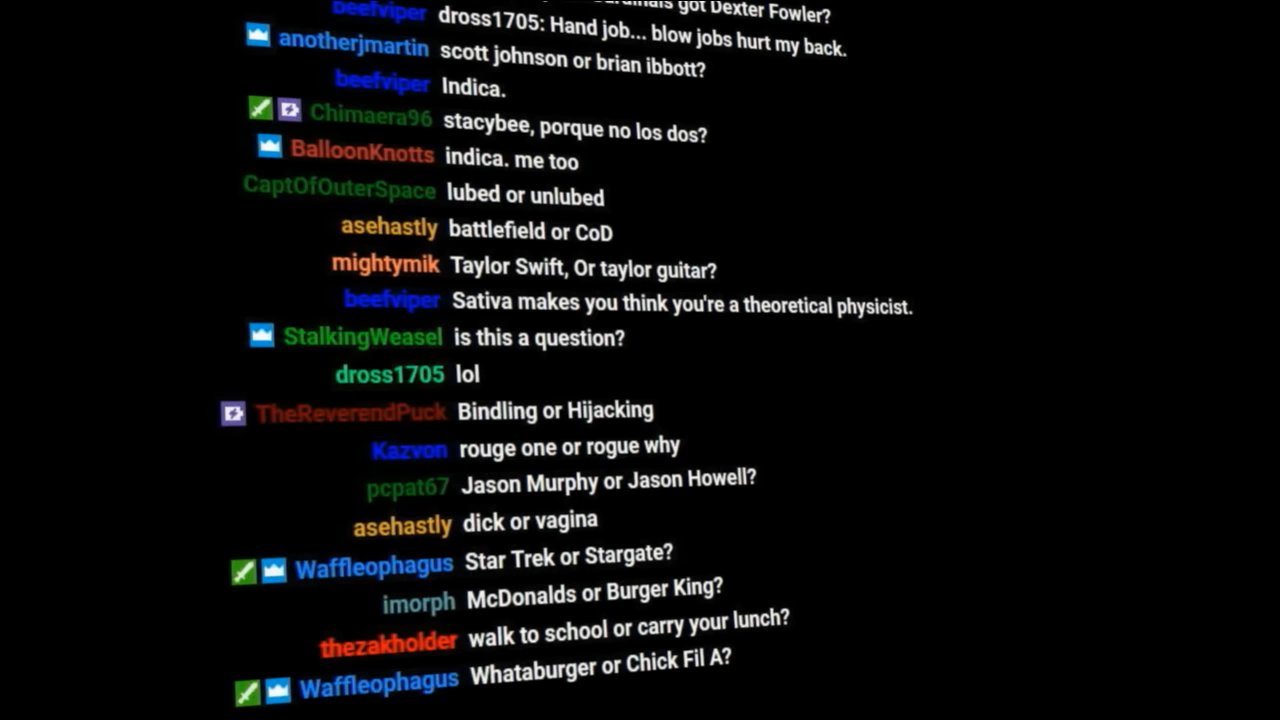 got Dexter Fowler?
beefviper dross1705: Hand job... blow jobs hurt my back.
anotherjmartin scott johnson or brian ibbott?
beefviper Indica.
Chimaera96 stacybee, porque no los dos?
BalloonKnotts indica. me too
CaptOfOuterSpace lubed or unlubed
asehastly battlefield or CoD
mightymik Taylor Swift, Or taylor guitar?
beefviper Sativa makes you think you're a theoretical physicist.
StalkingWeasel is this a question?
dross1705 lol
TheReverendPuck Bindling or Hijacking
Kazvon rouge one or rogue why
pcpat67 Jason Murphy or Jason Howell?
asehastly dick or vagina
Waffleophagus Star Trek or Stargate?
imorph McDonalds or Burger King?
thezakholder walk to school or carry your lunch?
Waffleophagus Whataburger or Chick Fil A?